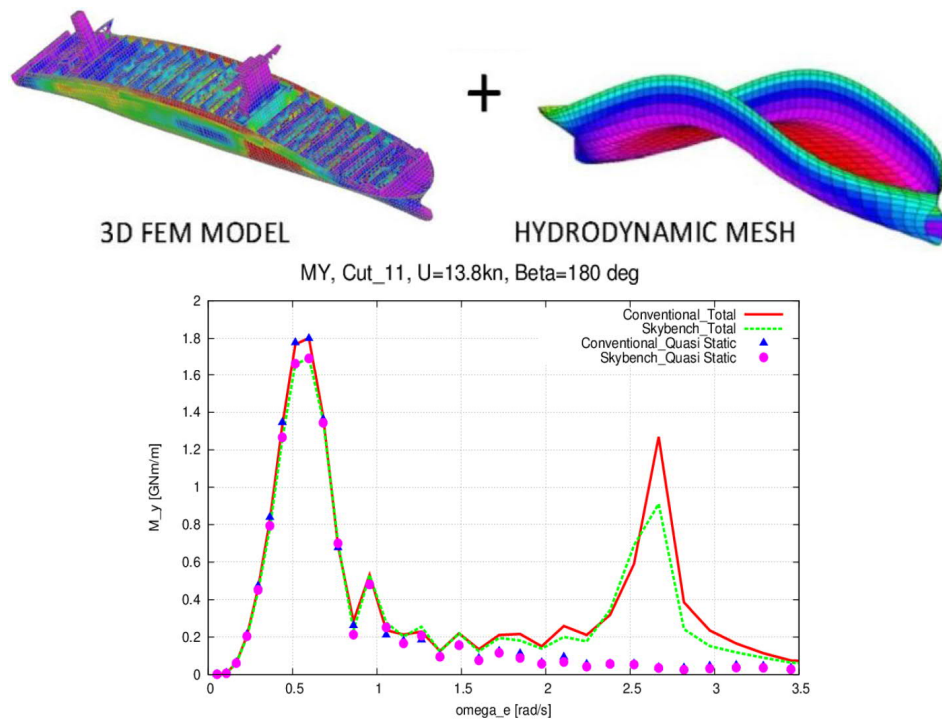 +
3D FEM MODEL
HYDRODYNAMIC MESH
MY, Cut_11, U=13.8kn, Beta=180 deg
Conventional_Total
Skybench_Total
Conventional_Quasi Static
Skybench_Quasi Static
M_y [GNm/m]
2
1.8
1.6
1.4
1.2
1
0.8
0.6
0.4
0.2
0
0 0.5 1 1.5 2 2.5 3 3.5
omega_e [rad/s]